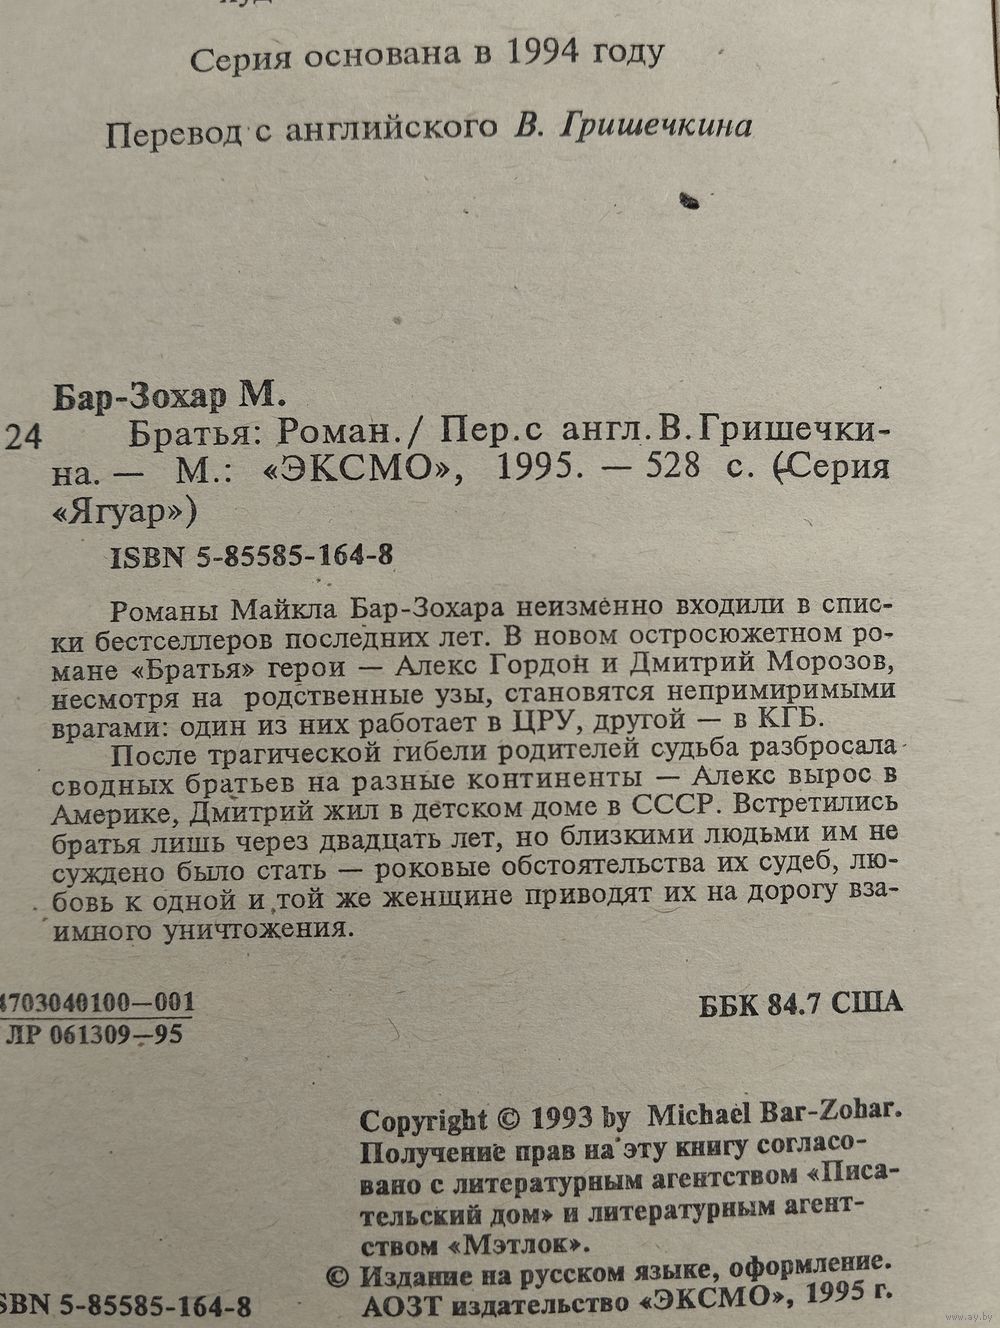 Серия основана в 1994 году
Перевод с английского В. Гришечкина
Бар-Зохар М.
24 Братья: Роман./ Пер.с англ.В.Гришечки-
на. — М.: «ЭКСМО», 1995. — 528 с. (-Серия
«Ягуар»)
ISBN 5-85585-164-8
Романы Майкла Бар-Зохара неизменно входили в спис-
ки бестселлеров последних лет. В новом остросюжетном ро-
мане «Братья» герои — Алекс Гордон и Дмитрий Морозов,
несмотря на родственные узы, становятся непримиримыми
врагами: один из них работает в ЦРУ, другой — в КГБ.
После трагической гибели родителей судьба разбросала
сводных братьев на разные континенты — Алекс вырос в
Америке, Дмитрий жил в детском доме в СССР. Встретились
братья лишь через двадцать лет, но близкими людьми им не
суждено было стать — роковые обстоятельства их судеб, лю-
бовь к одной и той же женщине приводят их на дорогу вза-
имного уничтожения.
4703040100—001
ЛР 061309—95
ББК 84.7 США
Copyright © 1993 by Michael Bar-Zohar.
Получение прав на эту книгу согласо-
вано с литературным агентством «Писа-
тельский дом» и литературным агент-
ством «Мэтлок».
© Издание на русском языке, оформление.
АОЗТ издательство «ЭКСМО», 1995 г.
SBN 5-85585-164-8
www.ay.by